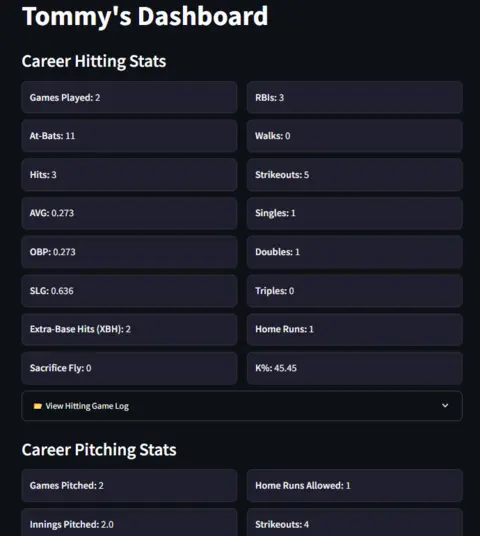 Tommy's Dashboard
Career Hitting Stats
Games Played: 2
RBIs: 3
At-Bats: 11
Walks: 0
Hits: 3
Strikeouts: 5
AVG: 0.273
Singles: 1
OBP: 0.273
Doubles: 1
SLG: 0.636
Triples: 0
Extra-Base Hits (XBH): 2
Home Runs: 1
Sacrifice Fly: 0
K%: 45.45
View Hitting Game Log
Career Pitching Stats
Games Pitched: 2
Home Runs Allowed: 1
Innings Pitched: 2.0
Strikeouts: 4